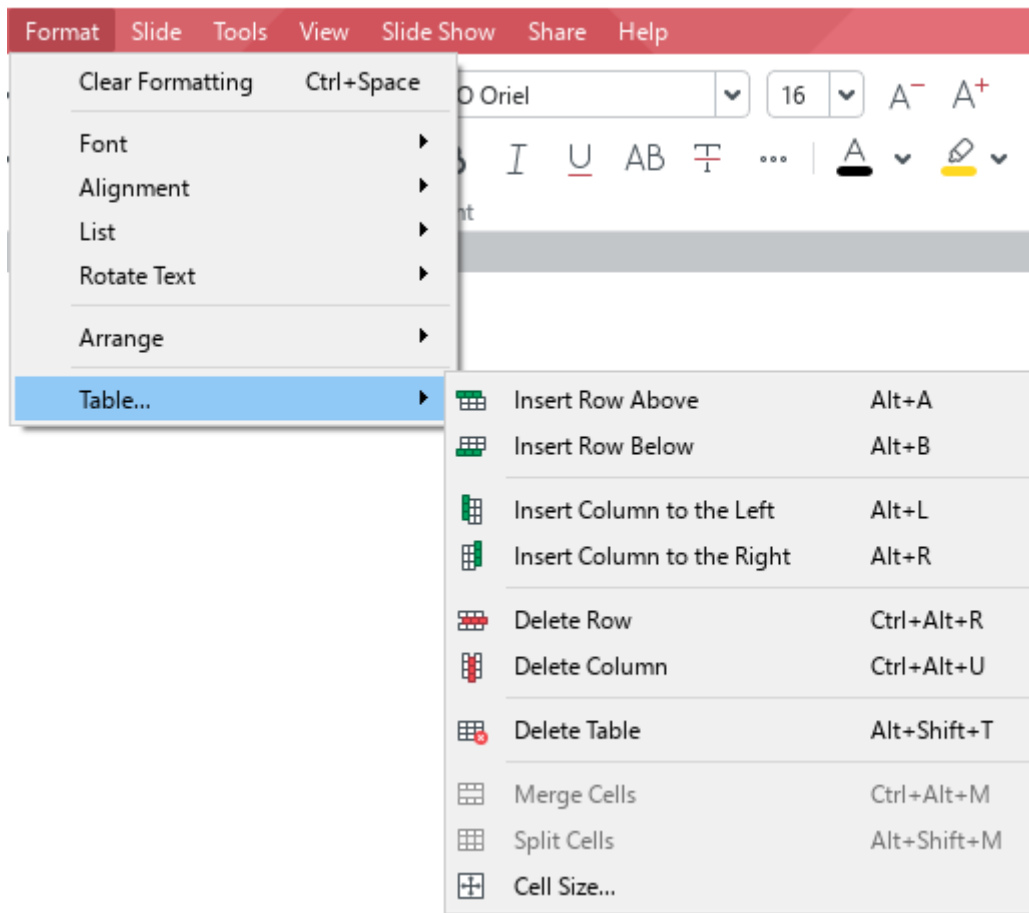 Format Slide Tools View Slide Show Share Help
Clear Formatting Ctrl+Space
O Oriel 16 A− A+
Font
I U AB T ... A
Alignment
List
Rotate Text
Arrange
Table...
Insert Row Above Alt+A
Insert Row Below Alt+B
Insert Column to the Left Alt+L
Insert Column to the Right Alt+R
Delete Row Ctrl+Alt+R
Delete Column Ctrl+Alt+U
Delete Table Alt+Shift+T
Merge Cells Ctrl+Alt+M
Split Cells Alt+Shift+M
Cell Size...